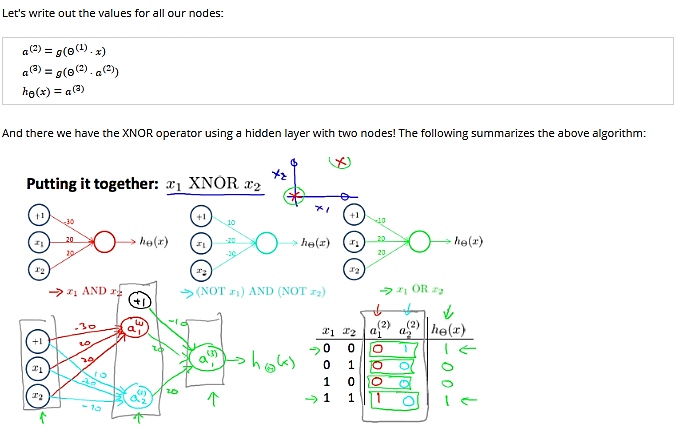 Let's write out the values for all our nodes:
a(2) = g(Θ(1) . x)
a(3) = g(Θ(2) . a(2))
hΘ(x) = a(3)
And there we have the XNOR operator using a hidden layer with two nodes! The following summarizes the above algorithm:
Putting it together: x1 XNOR x2
x2
x1
+1 x1 x2 -30 20 20 → hΘ(x)
+1 x1 x2 10 -20 -20 → hΘ(x)
+1 x1 x2 -10 20 20 → hΘ(x)
→ x1 AND x2
→ (NOT x1) AND (NOT x2)
→ x1 OR x2
+1 x1 x2
-30 20 20
10 -20
+1
a1(2)
a2(2)
-10 20 20
a1(3) → hΘ(x)
x1 x2 a1(2) a2(2) hΘ(x)
→ 0 0 0 1 1 ←
0 1 0 0 0
1 0 0 0 0
→ 1 1 1 0 1 ←